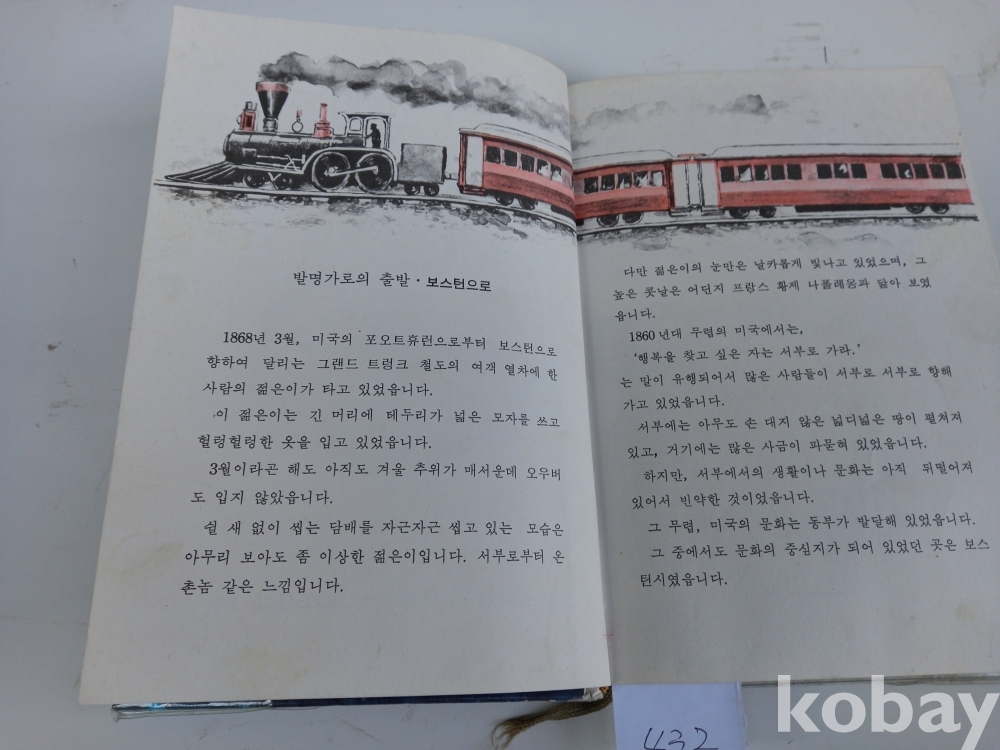 발명가로의 출발·보스턴으로
1868년 3월, 미국의 포오트휴런으로부터 보스턴으로
향하여 달리는 그랜드 트렁크 철도의 여객 열차에 한
사람의 젊은이가 타고 있었읍니다.
이 젊은이는 긴 머리에 테두리가 넓은 모자를 쓰고
헐렁헐렁한 옷을 입고 있었읍니다.
3월이라곤 해도 아직도 겨울 추위가 매서운데 오우버
도 입지 않았읍니다.
쉴 새 없이 씹는 담배를 자근자근 씹고 있는 모습은
아무리 보아도 좀 이상한 젊은이입니다. 서부로부터 온
촌놈 같은 느낌입니다.
다만 젊은이의 눈만은 날카롭게 빛나고 있었으며, 그
높은 콧날은 어딘지 프랑스 황제 나폴레옹과 닮아 보였
읍니다.
1860년대 무렵의 미국에서는,
'행복을 찾고 싶은 자는 서부로 가라.'
는 말이 유행되어서 많은 사람들이 서부로 서부로 향해
가고 있었읍니다.
서부에는 아무도 손 대지 않은 넓디넓은 땅이 펼쳐져
있고, 거기에는 많은 사금이 파묻혀 있었읍니다.
하지만, 서부에서의 생활이나 문화는 아직 뒤떨어져
있어서 빈약한 것이었읍니다.
그 무렵, 미국의 문화는 동부가 발달해 있었읍니다.
그 중에서도 문화의 중심지가 되어 있었던 곳은 보스
턴시였읍니다.
432
kobay